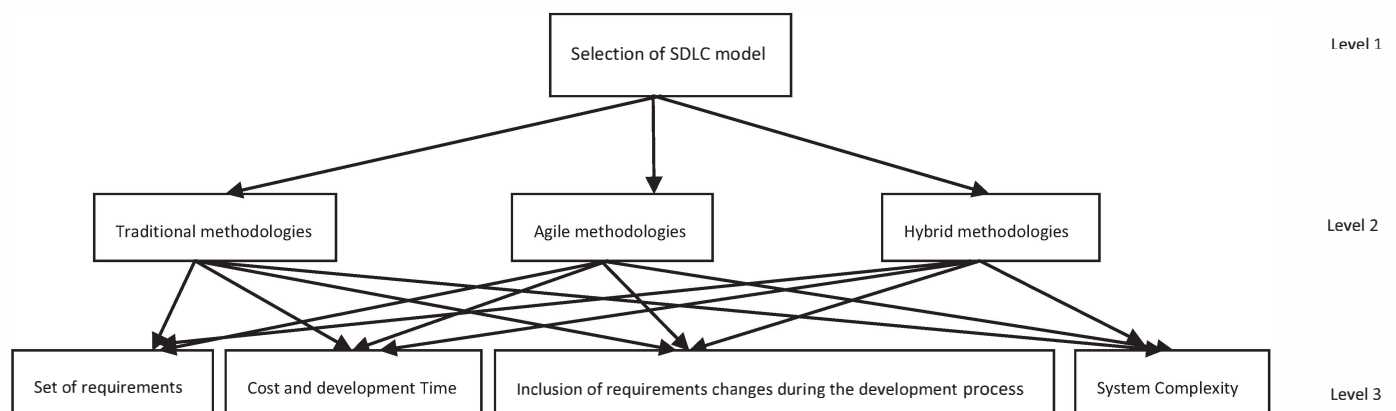 Selection of SDLC model
Level 1
Traditional methodologies
Agile methodologies
Hybrid methodologies
Level 2
Set of requirements
Cost and development Time
Inclusion of requirements changes during the development process
System Complexity
Level 3